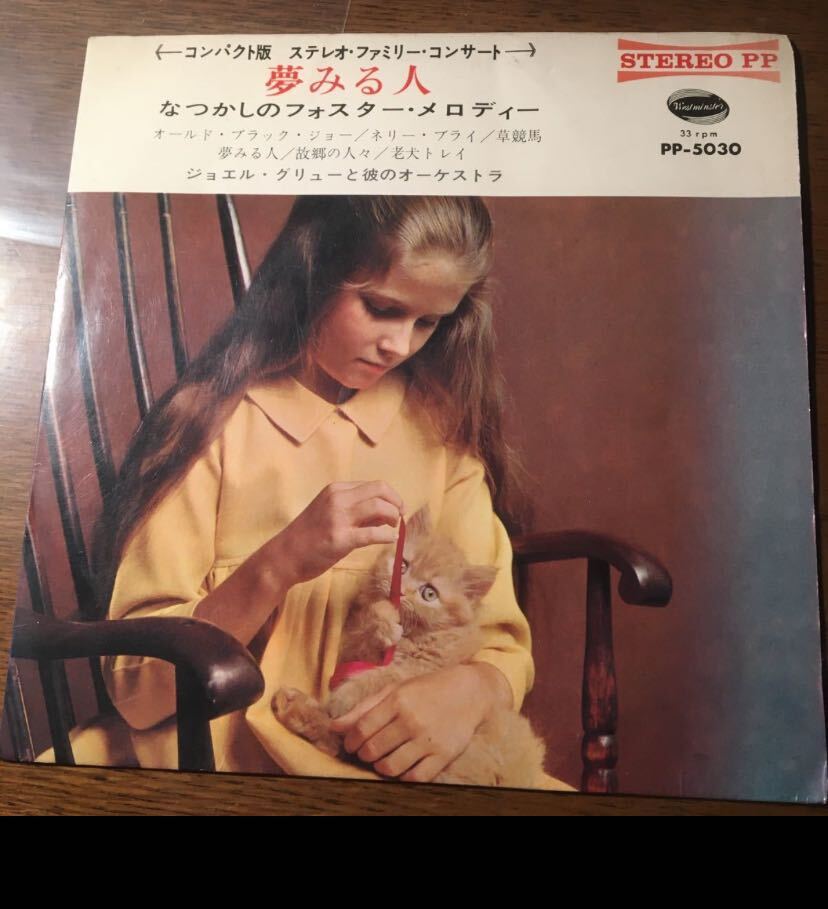 ←コンパクト版 ステレオ・ファミリー・コンサート→
夢みる人
なつかしのフォスター・メロディー
オールド・ブラック・ジョー/ネリー・ブライ/草競馬
夢みる人/故郷の人々/老犬トレイ
ジョエル・グリューと彼のオーケストラ
STEREO PP
Westminster
33 rpm
PP-5030